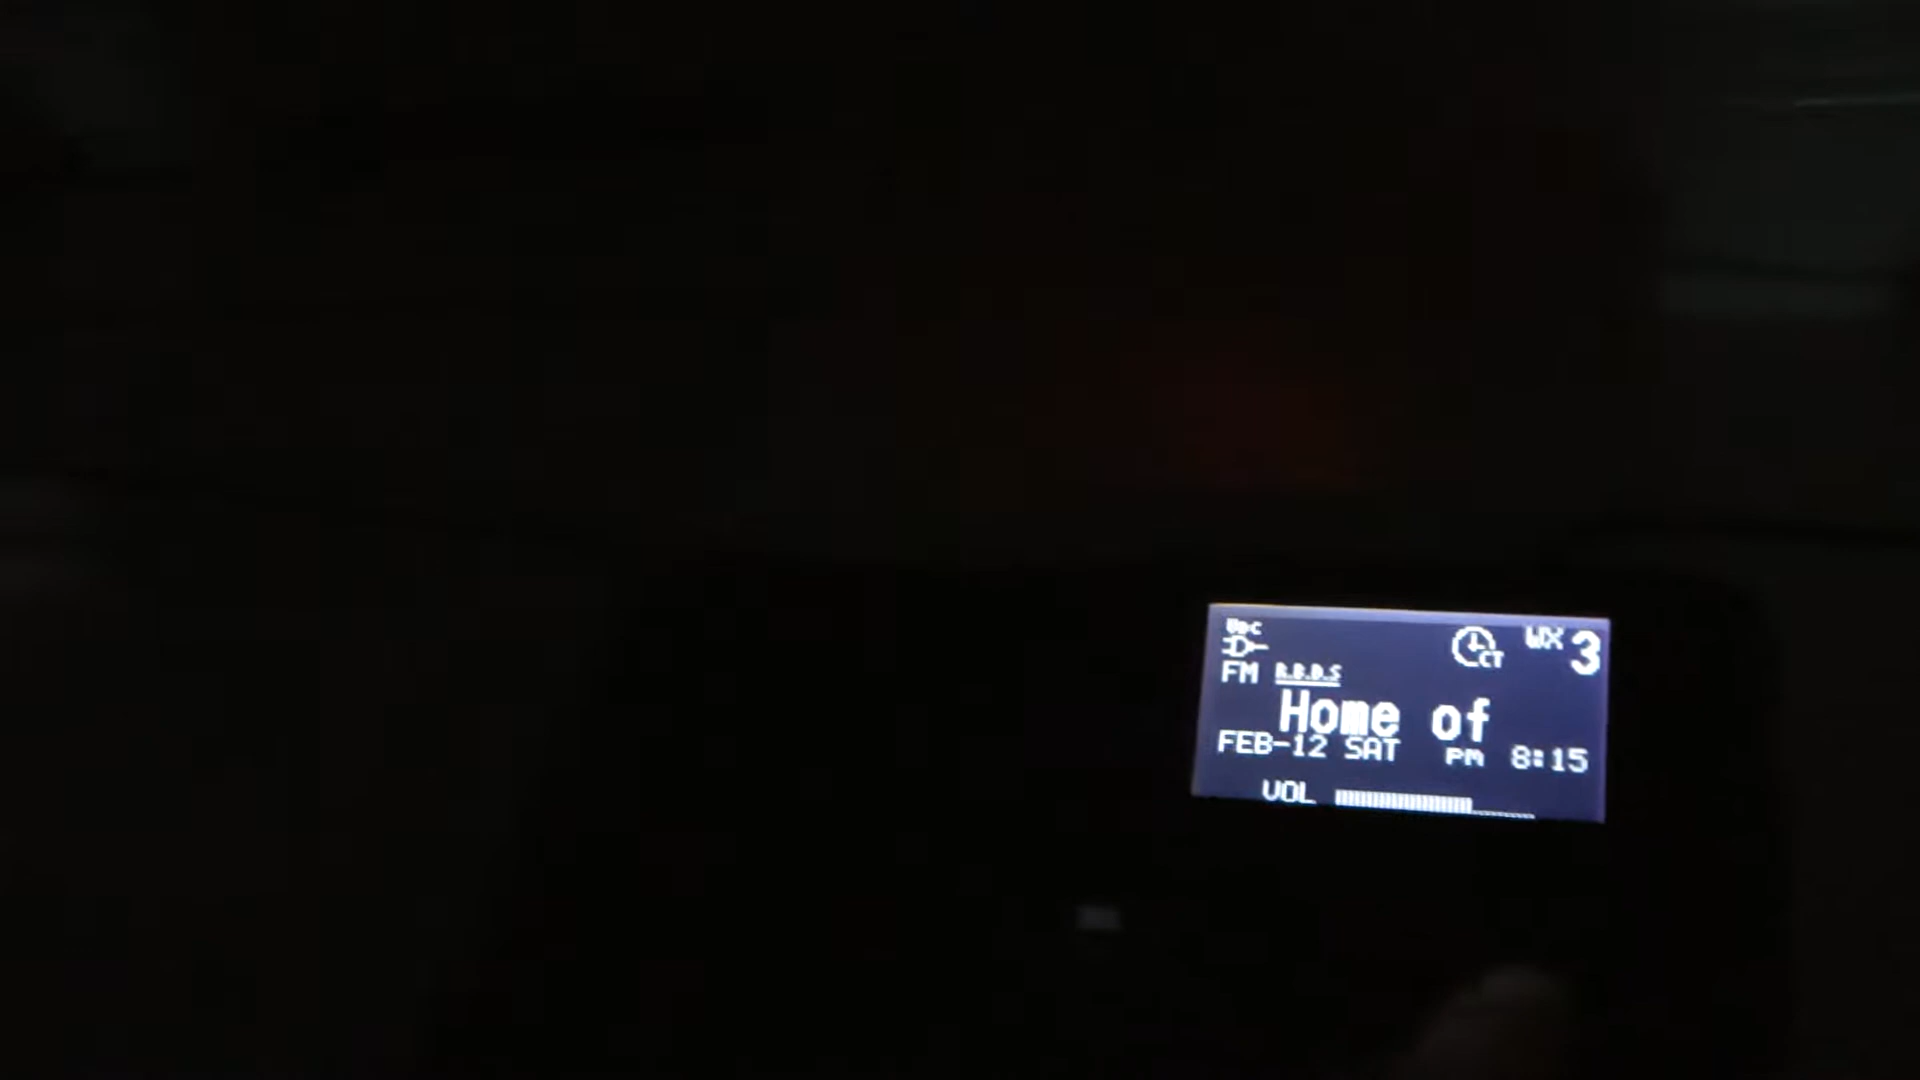 CT WX 3
FM R.B.D.S
Home of
FEB-12 SAT PM 8:15
VOL